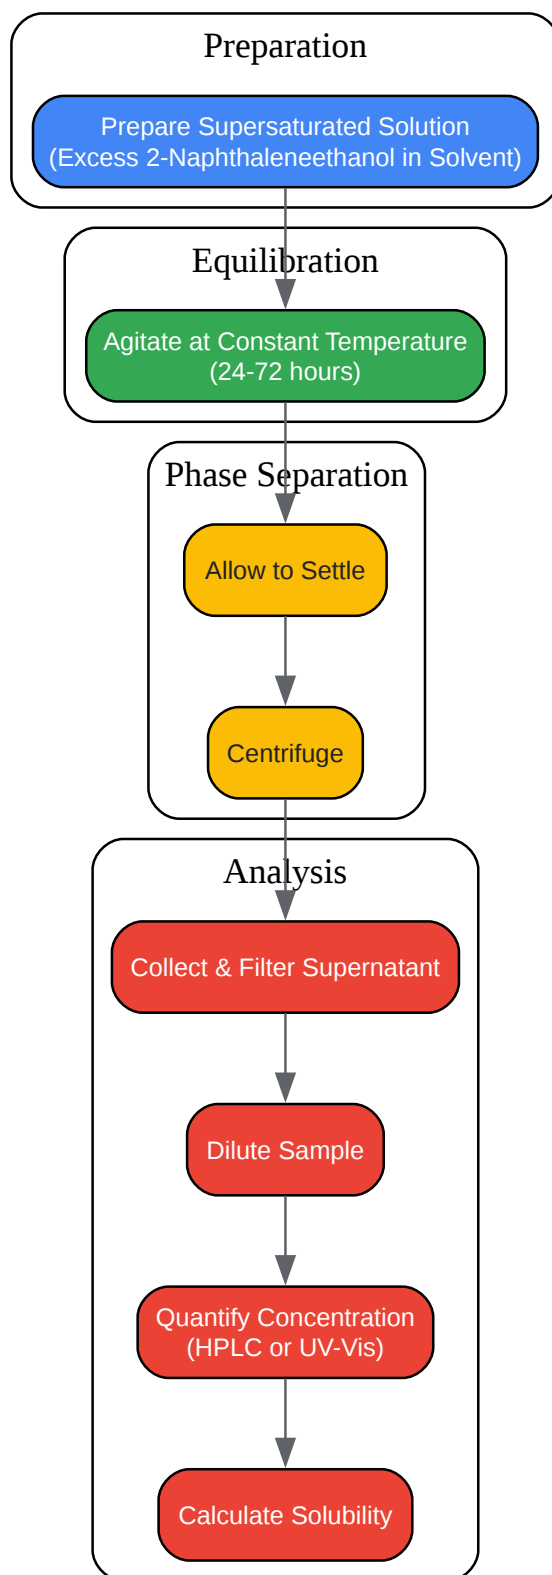 Preparation
Prepare Supersaturated Solution
(Excess 2-Naphthaleneethanol in Solvent)
Equilibration
Agitate at Constant Temperature
(24-72 hours)
Phase Separation
Allow to Settle
Centrifuge
Analysis
Collect & Filter Supernatant
Dilute Sample
Quantify Concentration
(HPLC or UV-Vis)
Calculate Solubility